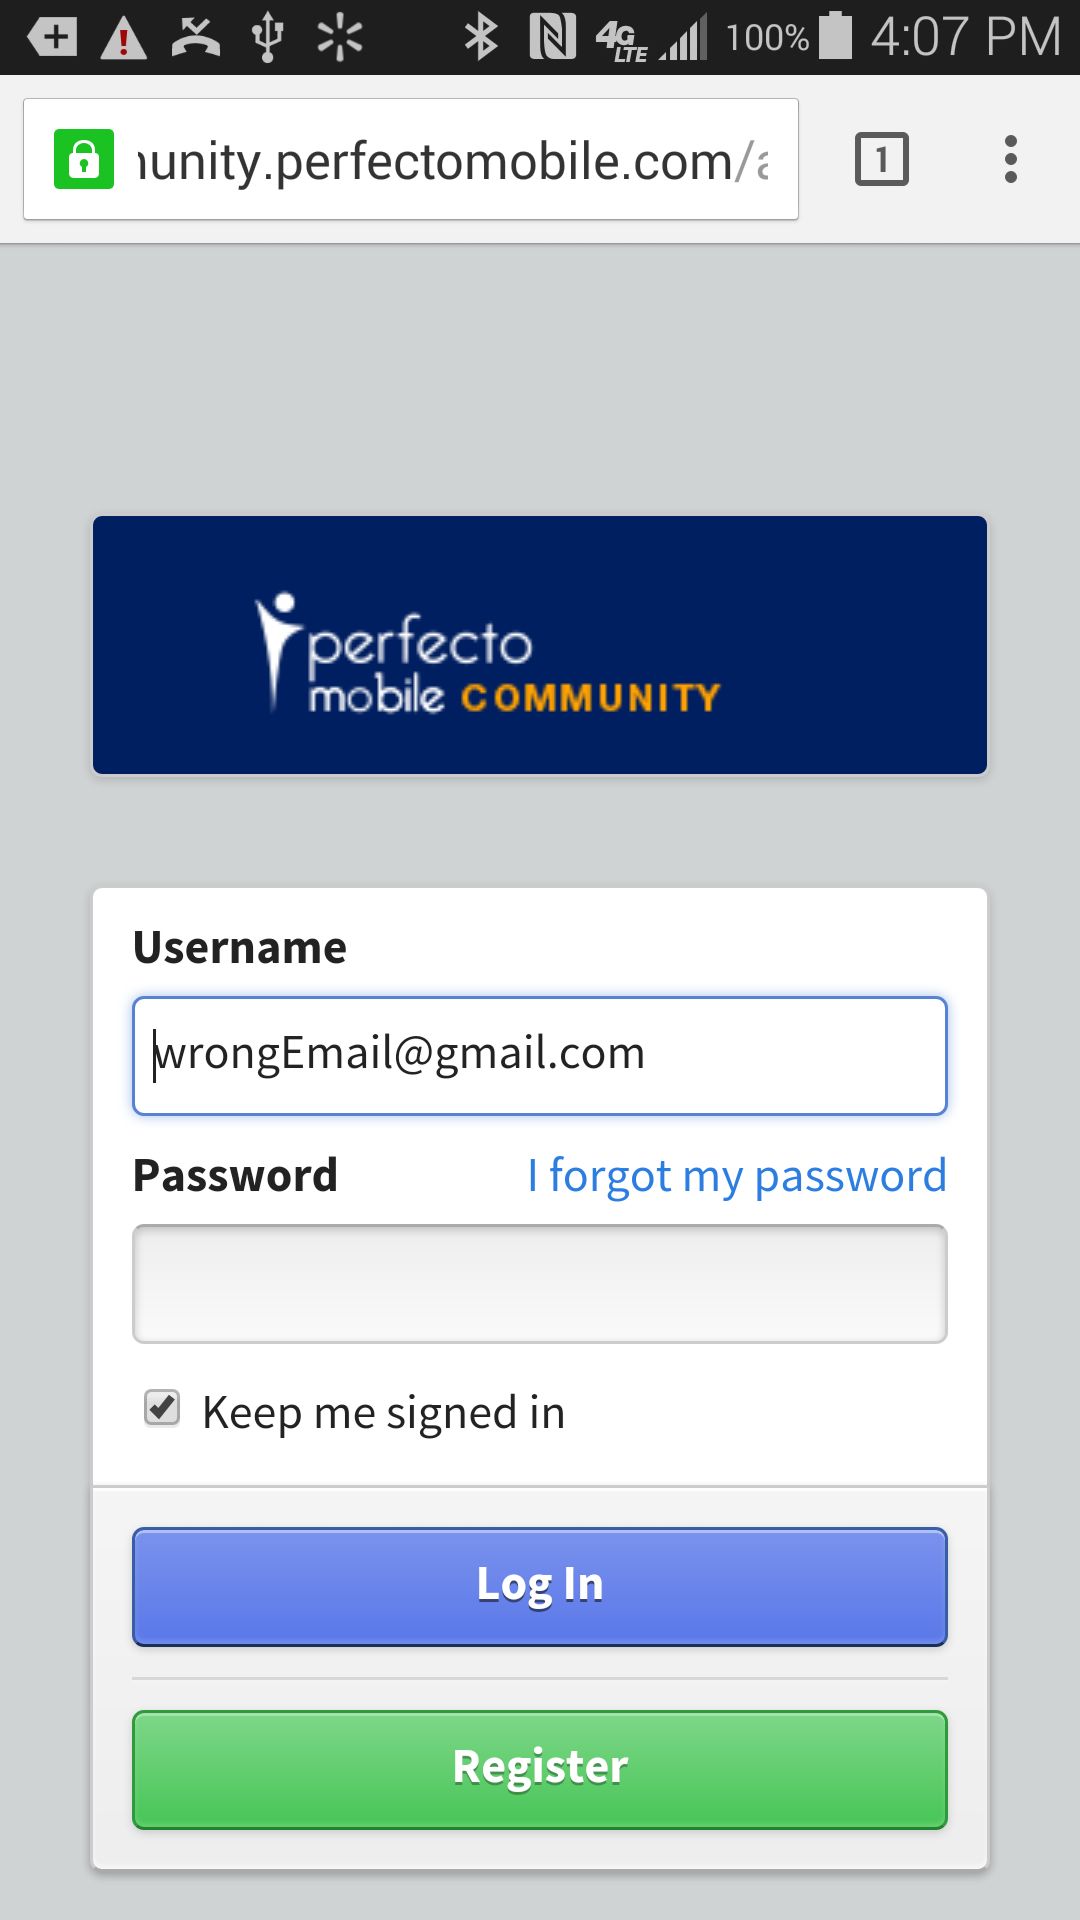 4G LTE 100% 4:07 PM
unity.perfectomobile.com/a
1
perfecto
mobile COMMUNITY
Username
wrongEmail@gmail.com
Password I forgot my password
Keep me signed in
Log In
Register